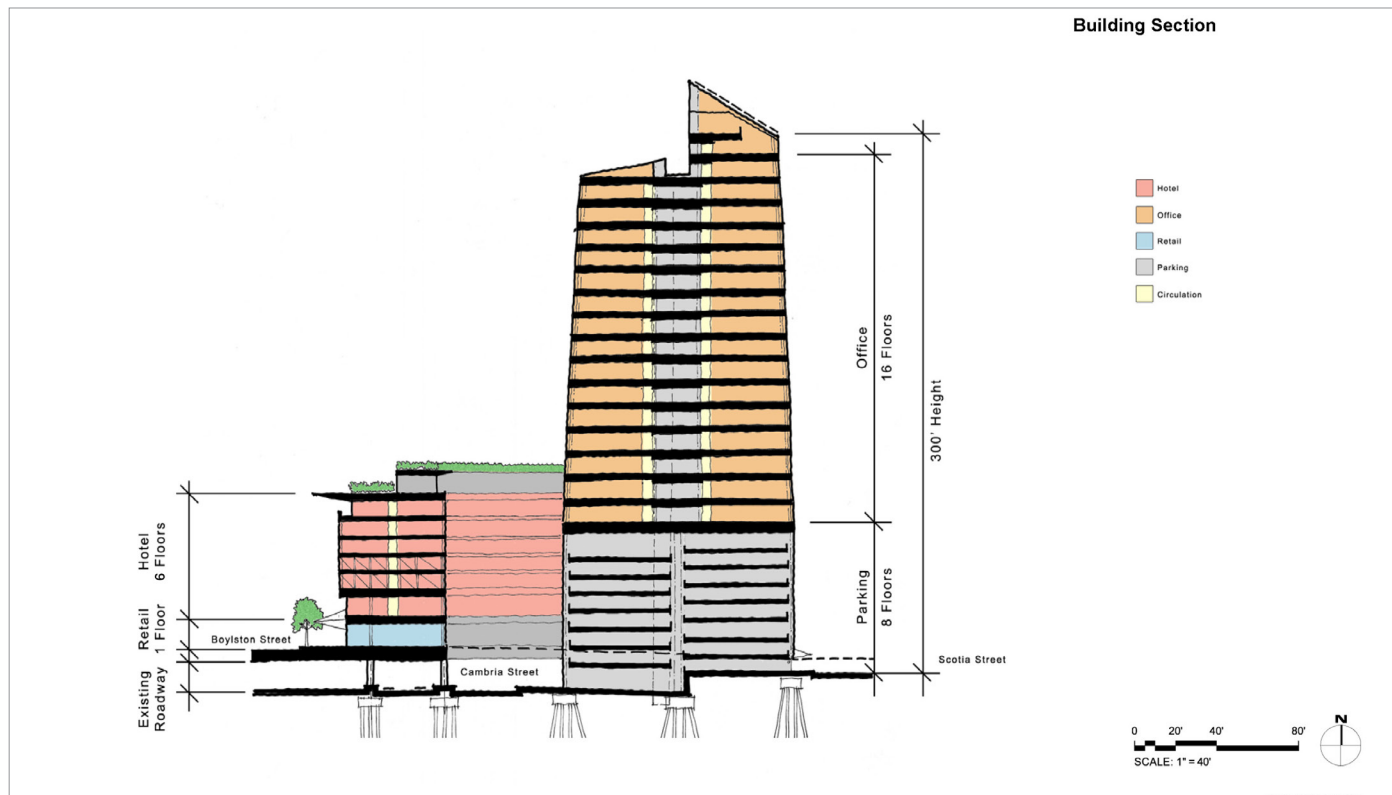 Building Section
Hotel
Office
Retail
Parking
Circulation
Office
16 Floors
300' Height
Parking
8 Floors
Hotel
6 Floors
Retail
1 Floor
Existing
Roadway
Boylston Street
Cambria Street
Scotia Street
N
0 20' 40' 80'
SCALE: 1" = 40'